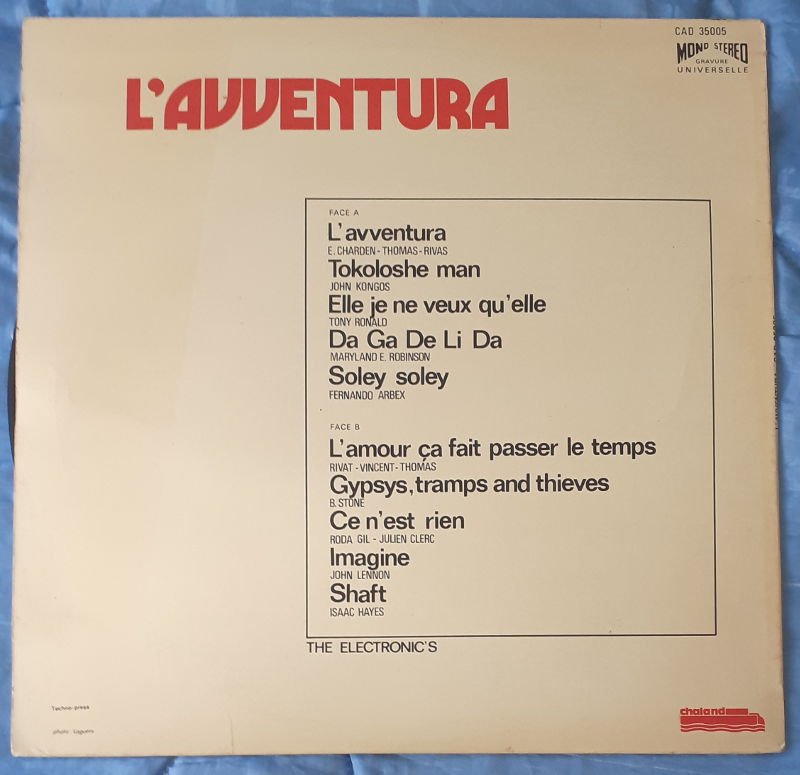 CAD 35005
MONO STEREO
GRAVURE
UNIVERSELLE
L'AVVENTURA
FACE A
L'avventura
E. CHARDEN - THOMAS - RIVAS
Tokoloshe man
JOHN KONGOS
Elle je ne veux qu'elle
TONY RONALD
Da Ga De Li Da
MARYLAND E. ROBINSON
Soley soley
FERNANDO ARBEX
FACE B
L'amour ça fait passer le temps
RIVAT - VINCENT - THOMAS
Gypsys, tramps and thieves
B. STONE
Ce n'est rien
RODA GIL - JULIEN CLERC
Imagine
JOHN LENNON
Shaft
ISAAC HAYES
THE ELECTRONIC'S
Techno-press
photo
chaland